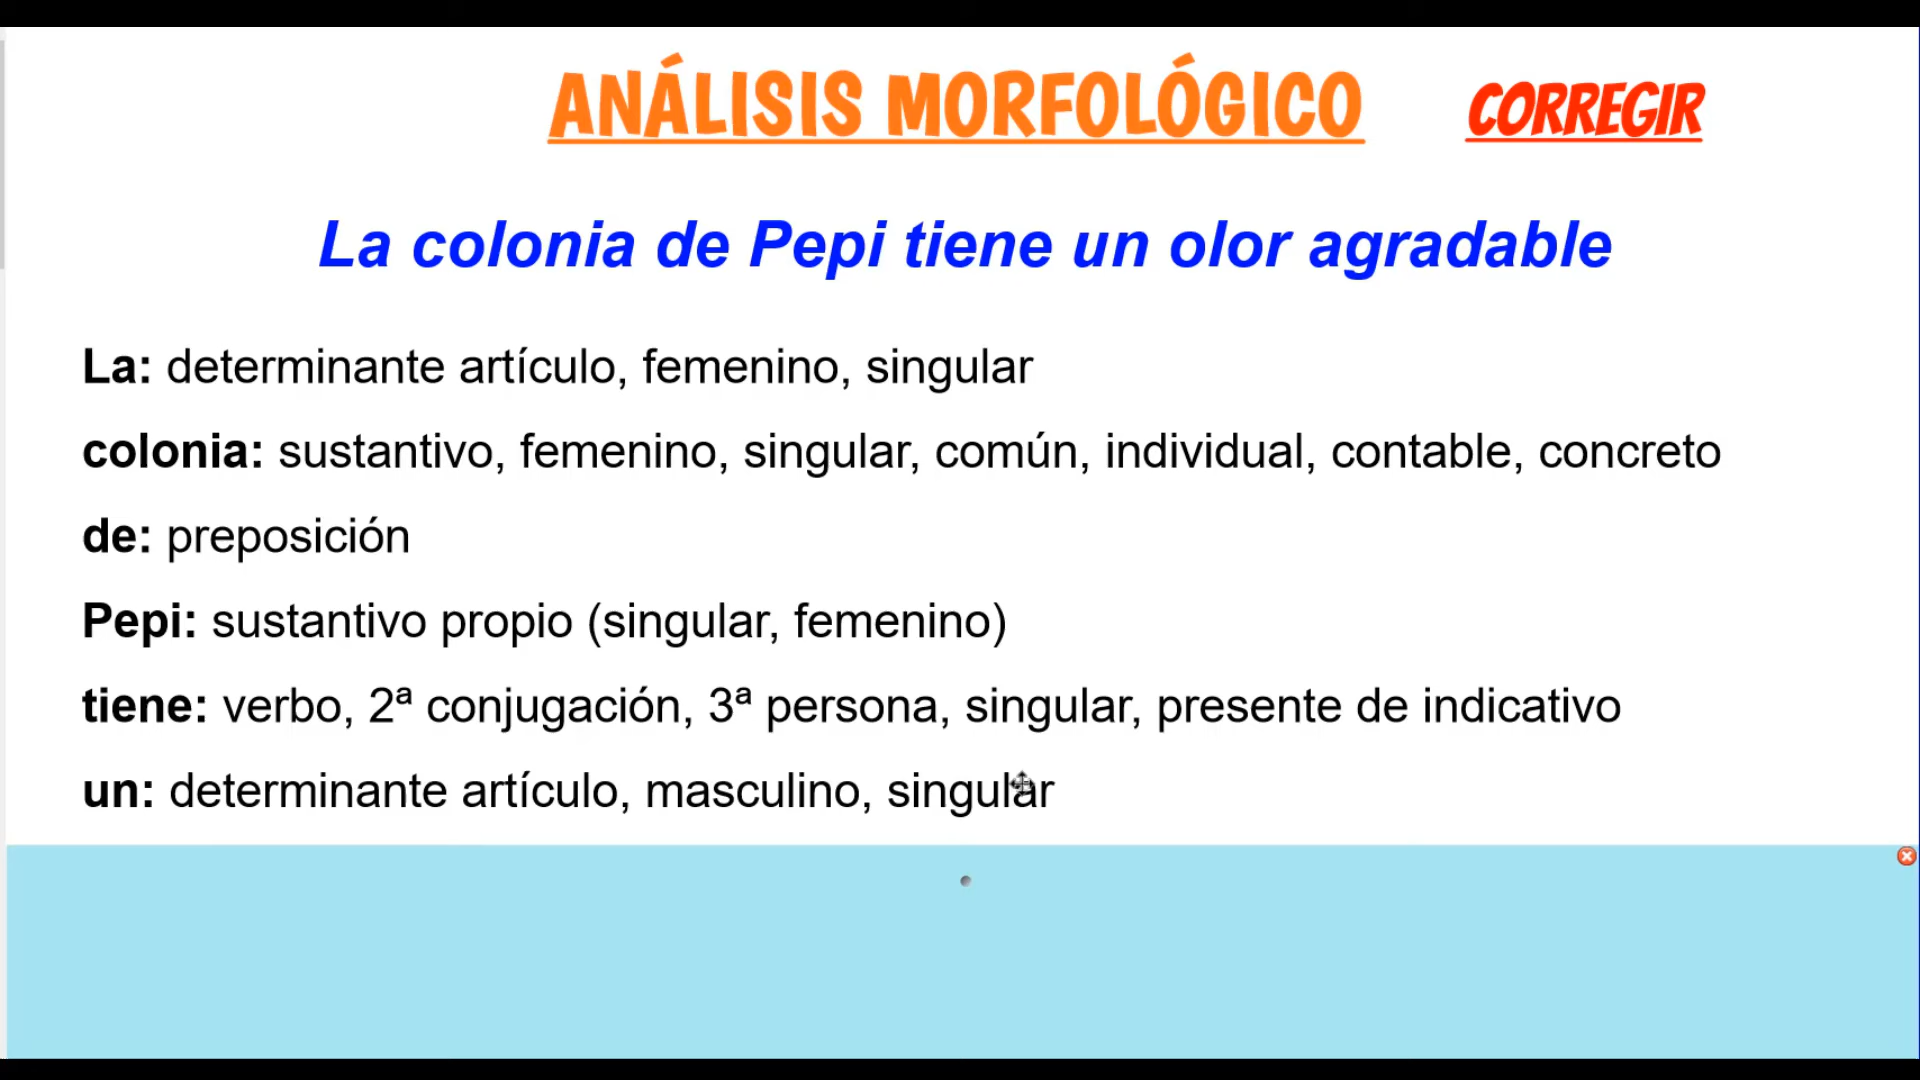 ANÁLISIS MORFOLÓGICO CORREGIR
La colonia de Pepi tiene un olor agradable
La: determinante artículo, femenino, singular
colonia: sustantivo, femenino, singular, común, individual, contable, concreto
de: preposición
Pepi: sustantivo propio (singular, femenino)
tiene: verbo, 2ª conjugación, 3ª persona, singular, presente de indicativo
un: determinante artículo, masculino, singular